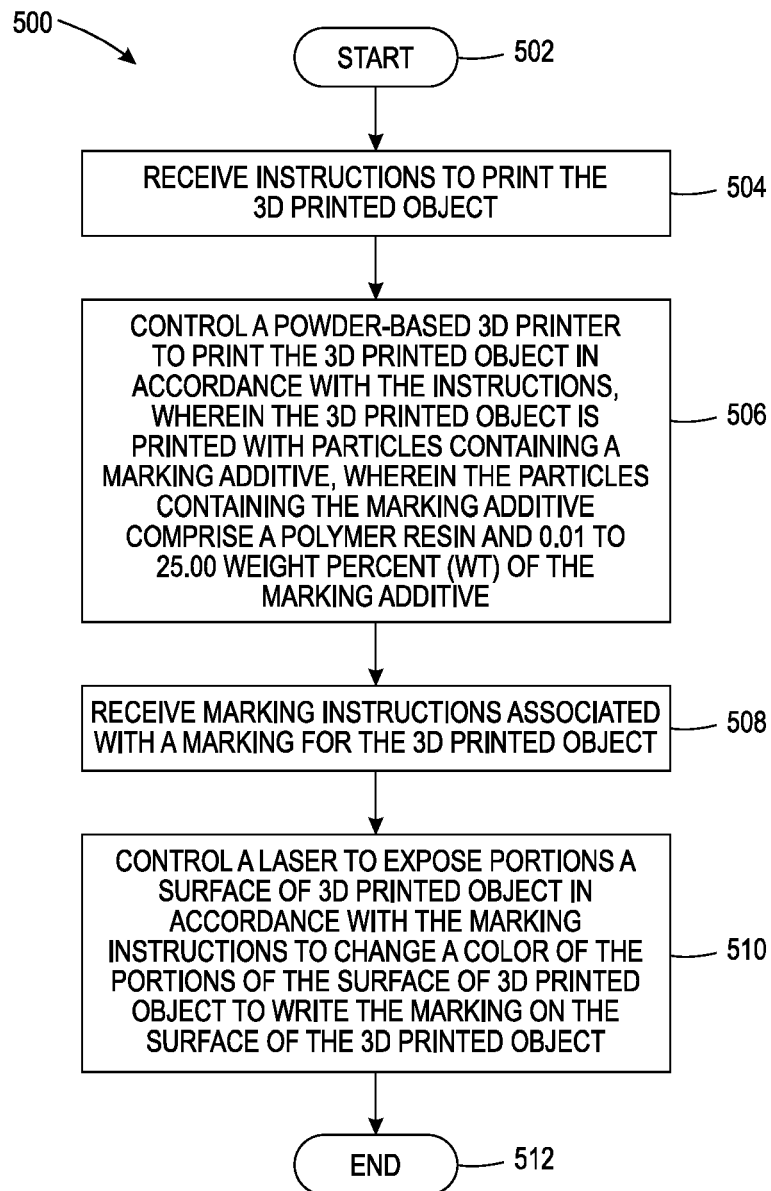 500
START
502
RECEIVE INSTRUCTIONS TO PRINT THE
3D PRINTED OBJECT
504
CONTROL A POWDER-BASED 3D PRINTER
TO PRINT THE 3D PRINTED OBJECT IN
ACCORDANCE WITH THE INSTRUCTIONS,
WHEREIN THE 3D PRINTED OBJECT IS
PRINTED WITH PARTICLES CONTAINING A
MARKING ADDITIVE, WHEREIN THE PARTICLES
CONTAINING THE MARKING ADDITIVE
COMPRISE A POLYMER RESIN AND 0.01 TO
25.00 WEIGHT PERCENT (WT) OF THE
MARKING ADDITIVE
506
RECEIVE MARKING INSTRUCTIONS ASSOCIATED
WITH A MARKING FOR THE 3D PRINTED OBJECT
508
CONTROL A LASER TO EXPOSE PORTIONS A
SURFACE OF 3D PRINTED OBJECT IN
ACCORDANCE WITH THE MARKING
INSTRUCTIONS TO CHANGE A COLOR OF THE
PORTIONS OF THE SURFACE OF 3D PRINTED
OBJECT TO WRITE THE MARKING ON THE
SURFACE OF THE 3D PRINTED OBJECT
510
END
512